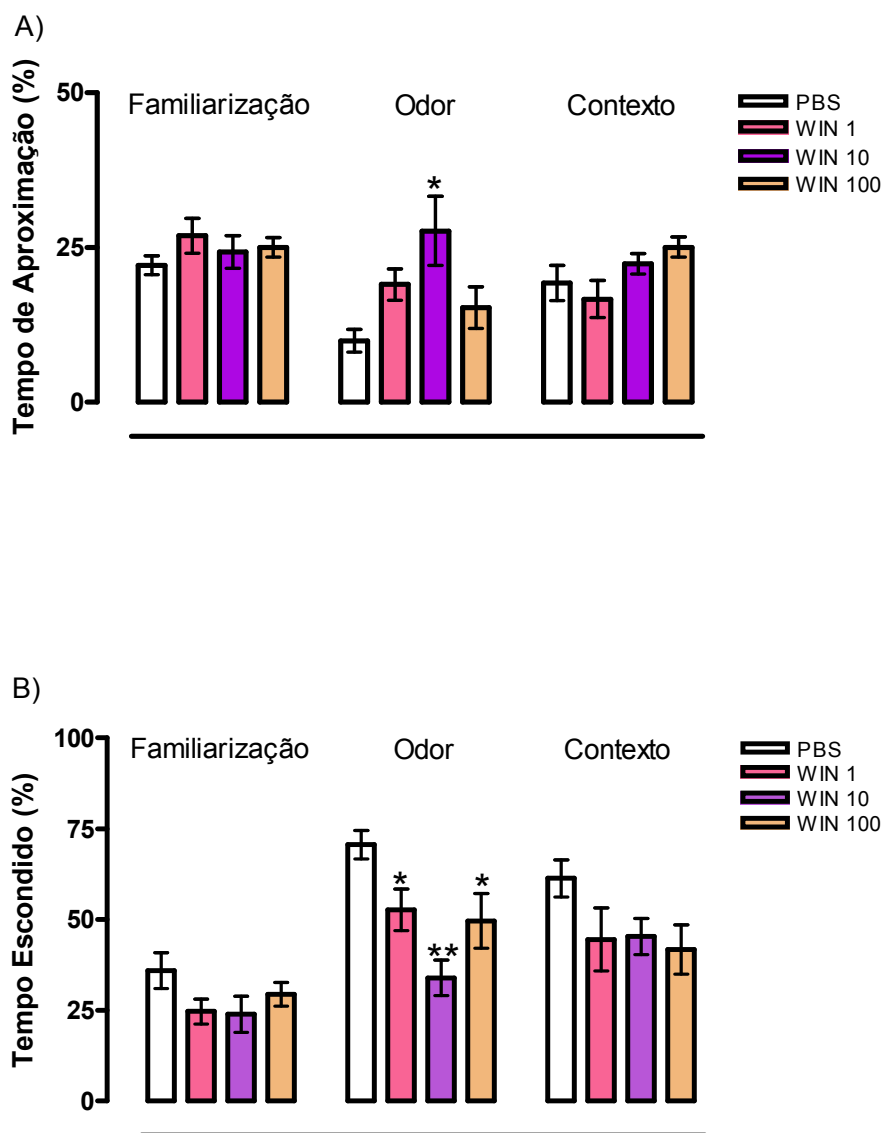 A)
Tempo de Aproximação (%)
50
25
0
Familiarização
Odor
Contexto
*
PBS
WIN 1
WIN 10
WIN 100
B)
Tempo Escondido (%)
100
75
50
25
0
Familiarização
Odor
Contexto
*
**
*
PBS
WIN 1
WIN 10
WIN 100